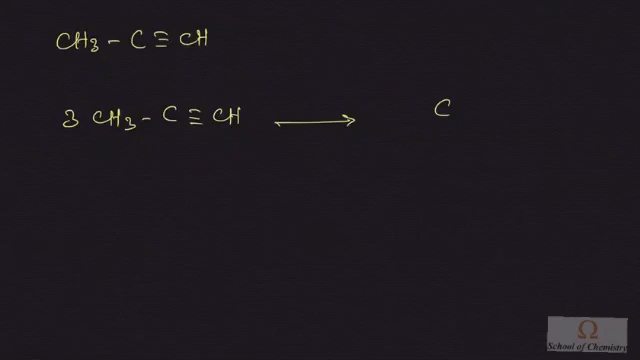 CH3 - C ≡ CH
3 CH3 - C ≡ CH ⟶ C
Ω
School of Chemistry